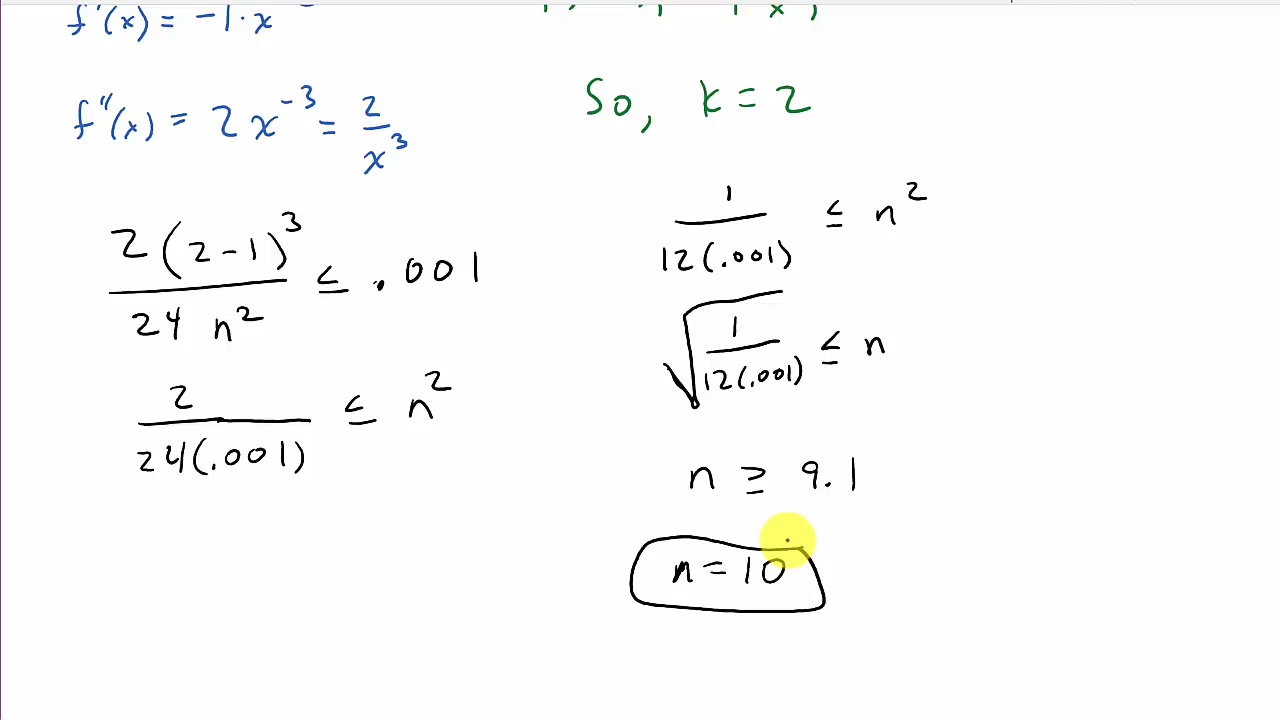 f'(x) = -1·x
f"(x) = 2x^-3 = 2/x^3
So, k = 2
2(2-1)^3 / 24 n^2 ≤ .001
2 / 24(.001) ≤ n^2
1 / 12(.001) ≤ n^2
√(1 / 12(.001)) ≤ n
n ≥ 9.1
n = 10